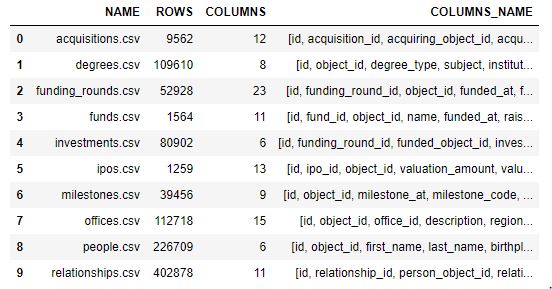 NAME ROWS COLUMNS COLUMNS_NAME
0 acquisitions.csv 9562 12 [id, acquisition_id, acquiring_object_id, acqu...
1 degrees.csv 109610 8 [id, object_id, degree_type, subject, institut...
2 funding_rounds.csv 52928 23 [id, funding_round_id, object_id, funded_at, f...
3 funds.csv 1564 11 [id, fund_id, object_id, name, funded_at, rais...
4 investments.csv 80902 6 [id, funding_round_id, funded_object_id, inves...
5 ipos.csv 1259 13 [id, ipo_id, object_id, valuation_amount, valu...
6 milestones.csv 39456 9 [id, object_id, milestone_at, milestone_code, ...
7 offices.csv 112718 15 [id, object_id, office_id, description, region...
8 people.csv 226709 6 [id, object_id, first_name, last_name, birthpl...
9 relationships.csv 402878 11 [id, relationship_id, person_object_id, relati...
.